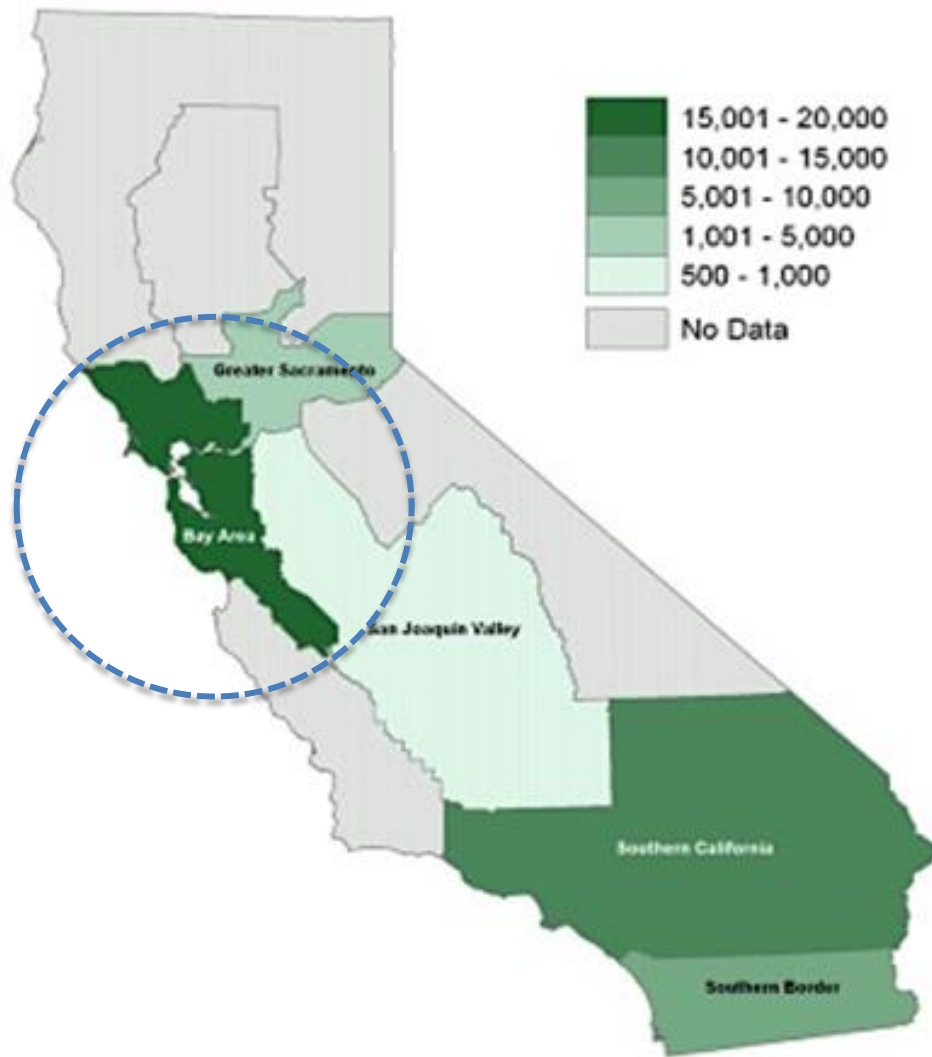 15,001 - 20,000
10,001 - 15,000
5,001 - 10,000
1,001 - 5,000
500 - 1,000
No Data
Greater Sacramento
Bay Area
San Joaquin Valley
Southern California
Southern Border